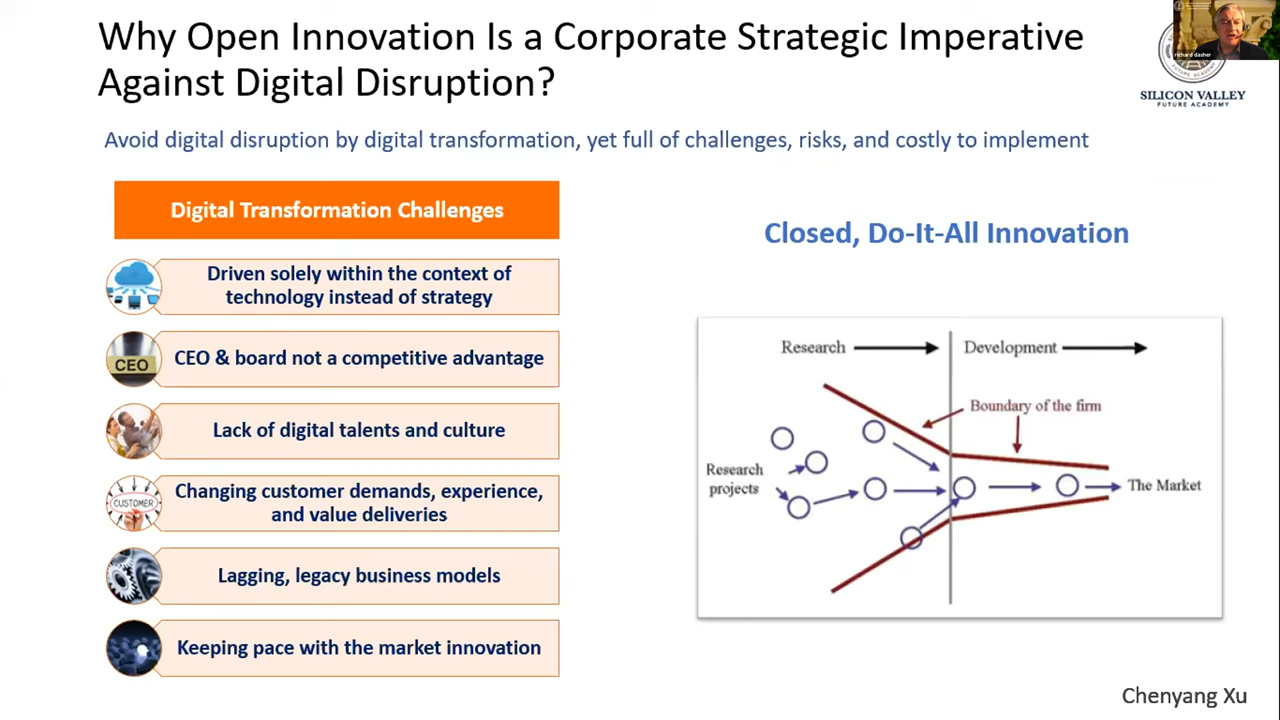 Why Open Innovation Is a Corporate Strategic Imperative
Against Digital Disruption?
richard dasher
SILICON VALLEY
FUTURE ACADEMY
Avoid digital disruption by digital transformation, yet full of challenges, risks, and costly to implement
Digital Transformation Challenges
Driven solely within the context of
technology instead of strategy
CEO
CEO & board not a competitive advantage
Lack of digital talents and culture
CUSTOMER
Changing customer demands, experience,
and value deliveries
Lagging, legacy business models
Keeping pace with the market innovation
Closed, Do-It-All Innovation
Research
Development
Boundary of the firm
Research
projects
The Market
Chenyang Xu